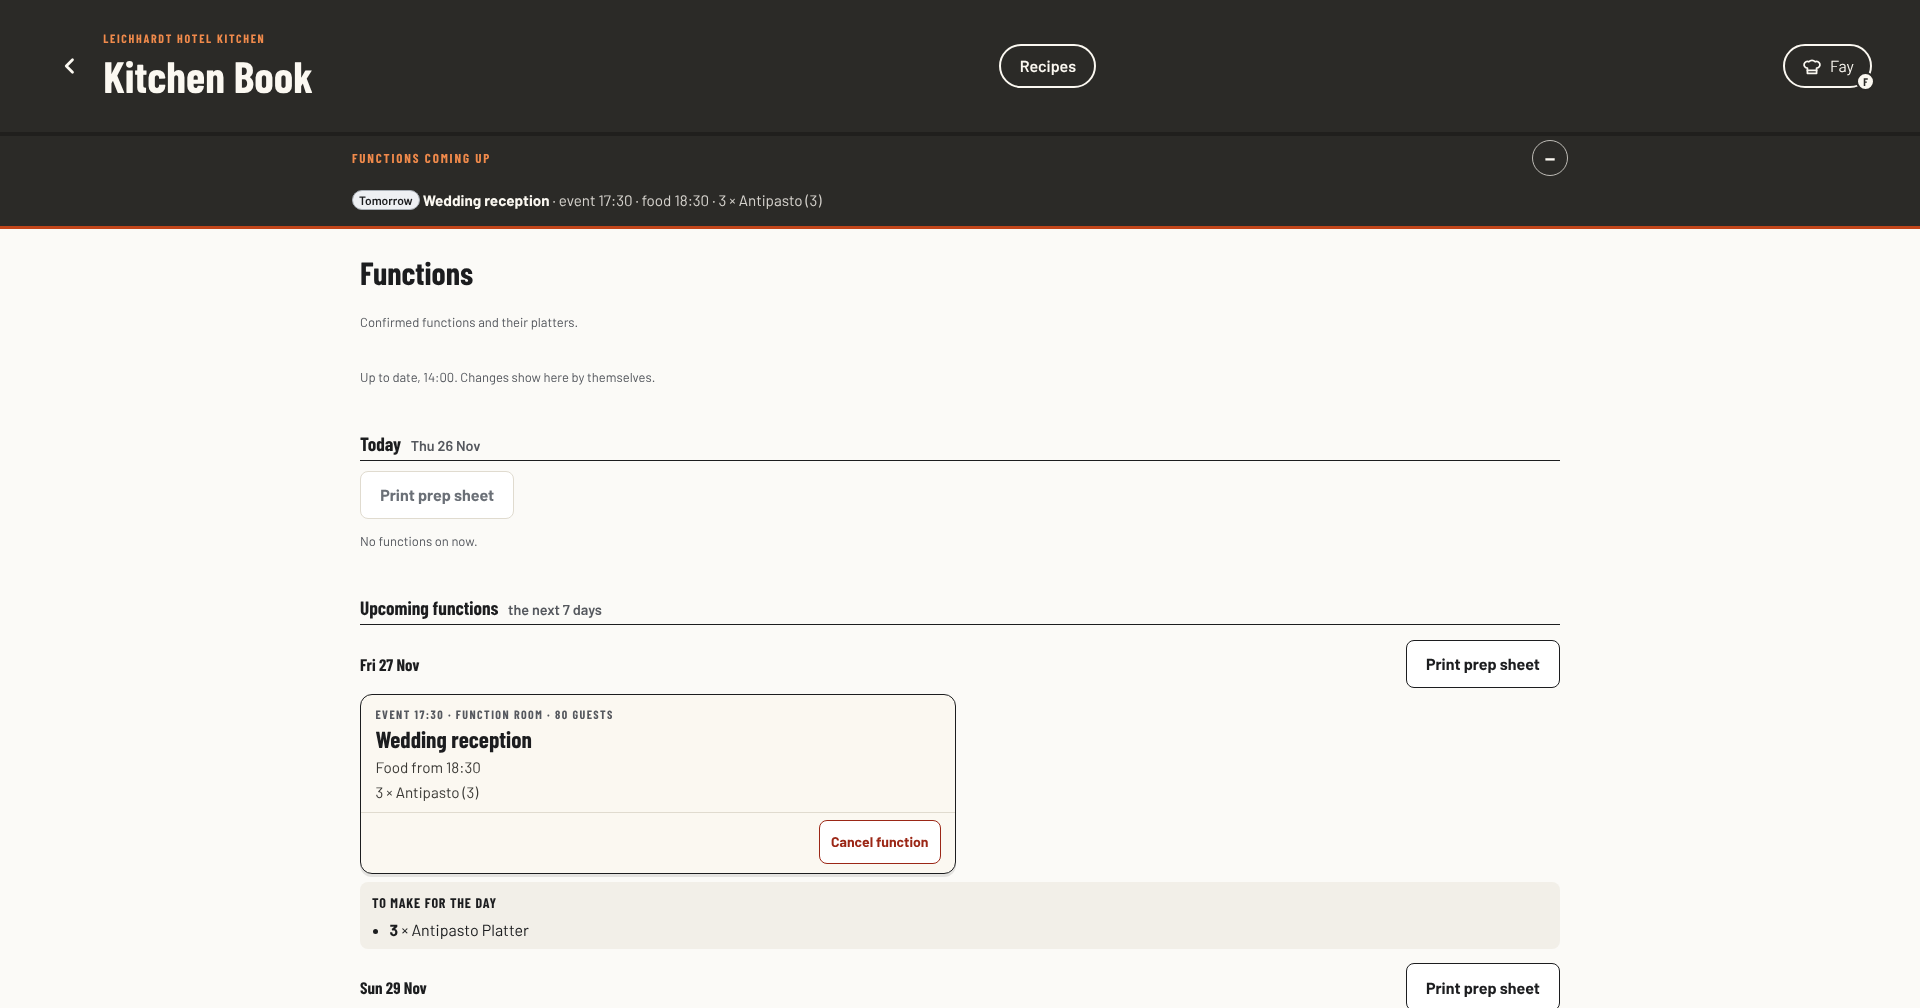 LEICHHARDT HOTEL KITCHEN
Kitchen Book
Recipes
Fay
F
FUNCTIONS COMING UP
–
Tomorrow Wedding reception · event 17:30 · food 18:30 · 3 × Antipasto (3)
Functions
Confirmed functions and their platters.
Up to date, 14:00. Changes show here by themselves.
Today Thu 26 Nov
Print prep sheet
No functions on now.
Upcoming functions the next 7 days
Fri 27 Nov
Print prep sheet
EVENT 17:30 · FUNCTION ROOM · 80 GUESTS
Wedding reception
Food from 18:30
3 × Antipasto (3)
Cancel function
TO MAKE FOR THE DAY
• 3 × Antipasto Platter
Sun 29 Nov
Print prep sheet